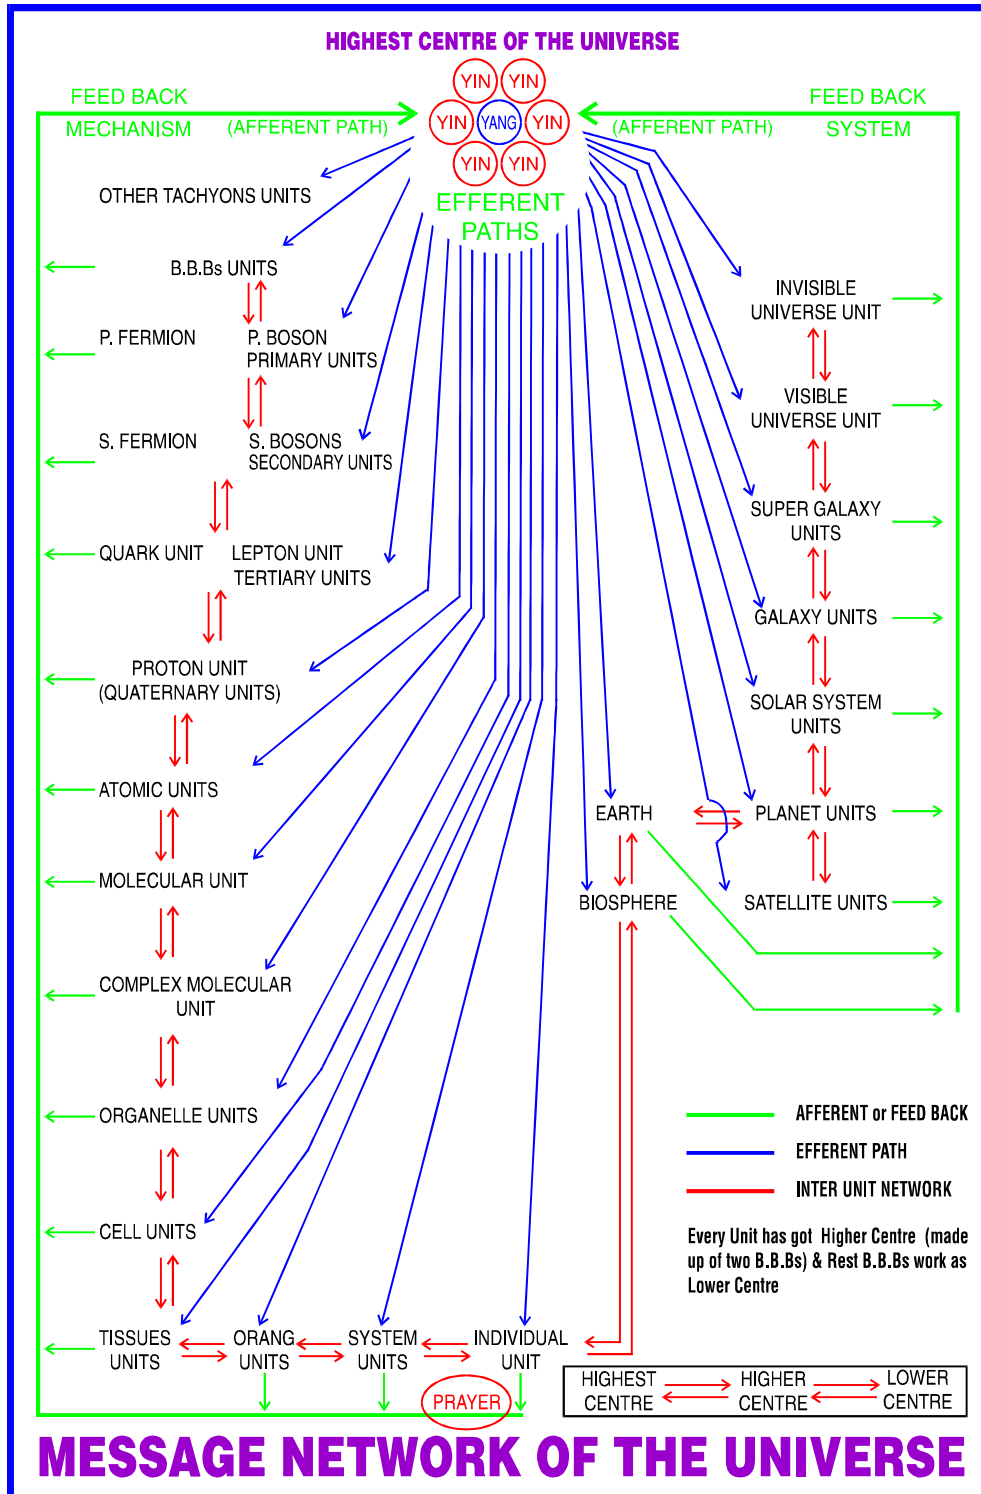 HIGHEST CENTRE OF THE UNIVERSE
YIN YIN
YIN YANG YIN
YIN YIN
FEED BACK
MECHANISM (AFFERENT PATH)
FEED BACK
(AFFERENT PATH) SYSTEM
EFFERENT
PATHS
OTHER TACHYONS UNITS
B.B.Bs UNITS
P. FERMION P. BOSON
PRIMARY UNITS
S. FERMION S. BOSONS
SECONDARY UNITS
QUARK UNIT LEPTON UNIT
TERTIARY UNITS
PROTON UNIT
(QUATERNARY UNITS)
ATOMIC UNITS
MOLECULAR UNIT
COMPLEX MOLECULAR
UNIT
ORGANELLE UNITS
CELL UNITS
TISSUES
UNITS
ORANG
UNITS
SYSTEM
UNITS
INDIVIDUAL
UNIT
PRAYER
INVISIBLE
UNIVERSE UNIT
VISIBLE
UNIVERSE UNIT
SUPER GALAXY
UNITS
GALAXY UNITS
SOLAR SYSTEM
UNITS
EARTH
PLANET UNITS
BIOSPHERE
SATELLITE UNITS
AFFERENT or FEED BACK
EFFERENT PATH
INTER UNIT NETWORK
Every Unit has got Higher Centre (made
up of two B.B.Bs) & Rest B.B.Bs work as
Lower Centre
HIGHEST
CENTRE
HIGHER
CENTRE
LOWER
CENTRE
MESSAGE NETWORK OF THE UNIVERSE